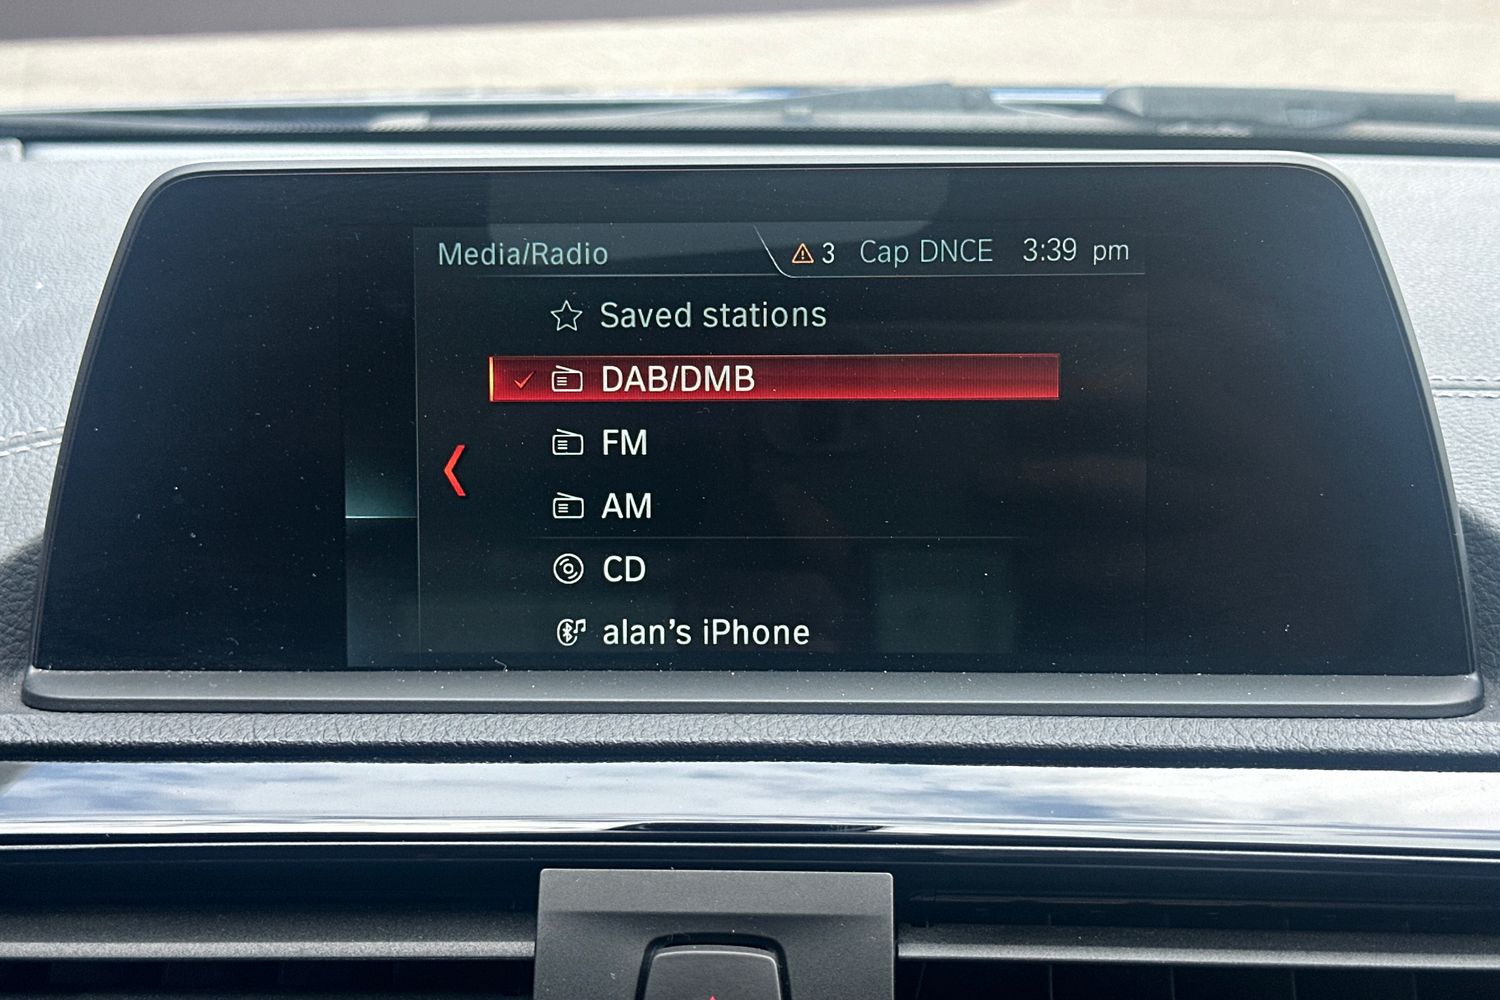 Media/Radio 3 Cap DNCE 3:39 pm
Saved stations
DAB/DMB
FM
AM
CD
alan's iPhone